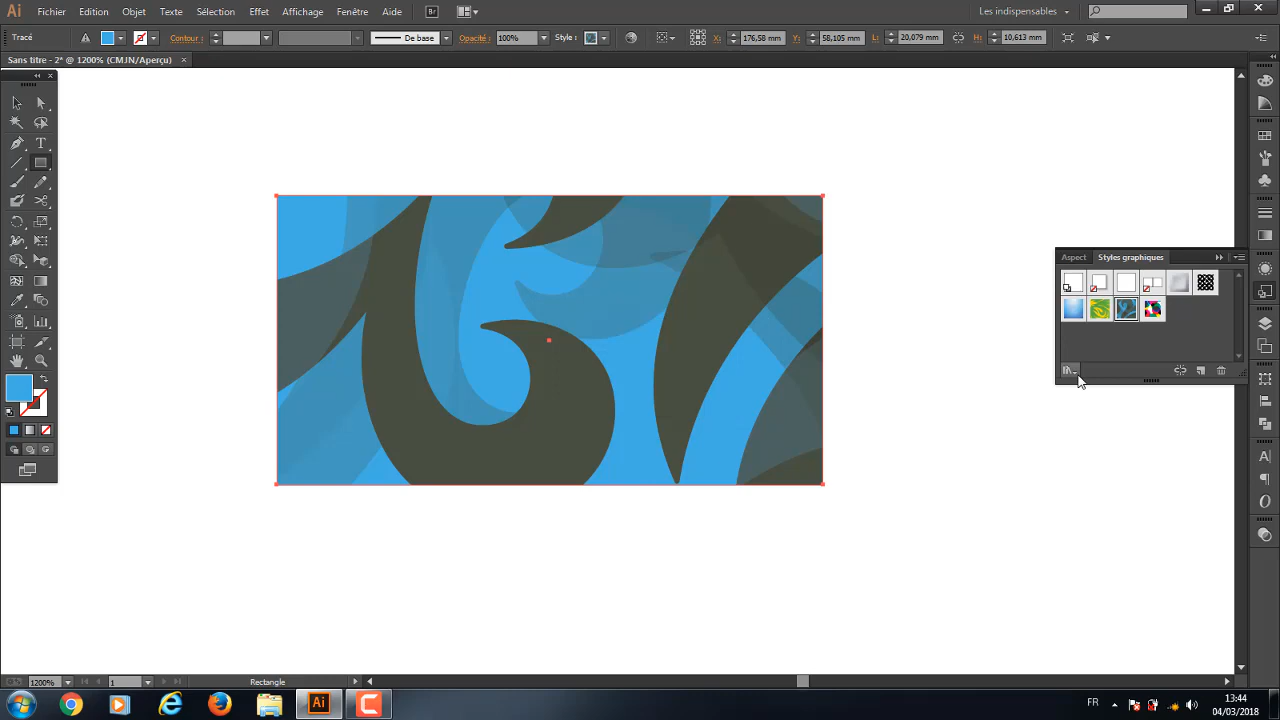 Ai Fichier Edition Objet Texte Sélection Effet Affichage Fenêtre Aide Br Les indispensables
Tracé Contour : De base Opacité : 100% Style : X: 176,58 mm Y: 58,105 mm L: 20,079 mm H: 10,613 mm
Sans titre - 2* @ 1200% (CMJN/Aperçu) ×
Aspect Styles graphiques
1200% 1 Rectangle
Ai FR 13:44
04/03/2018